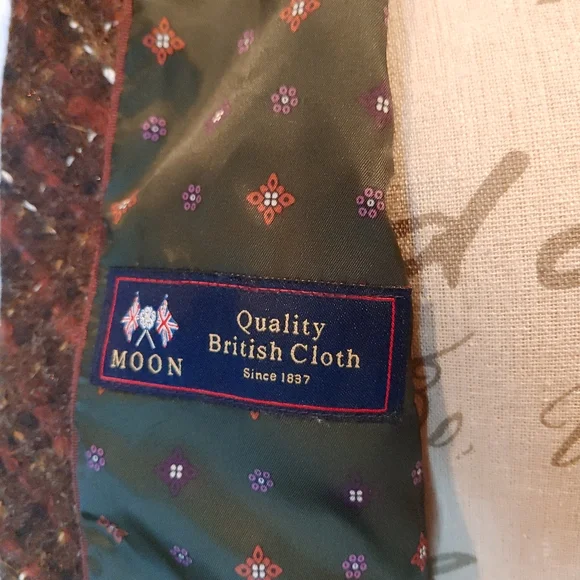 MOON
Quality
British Cloth
Since 1837